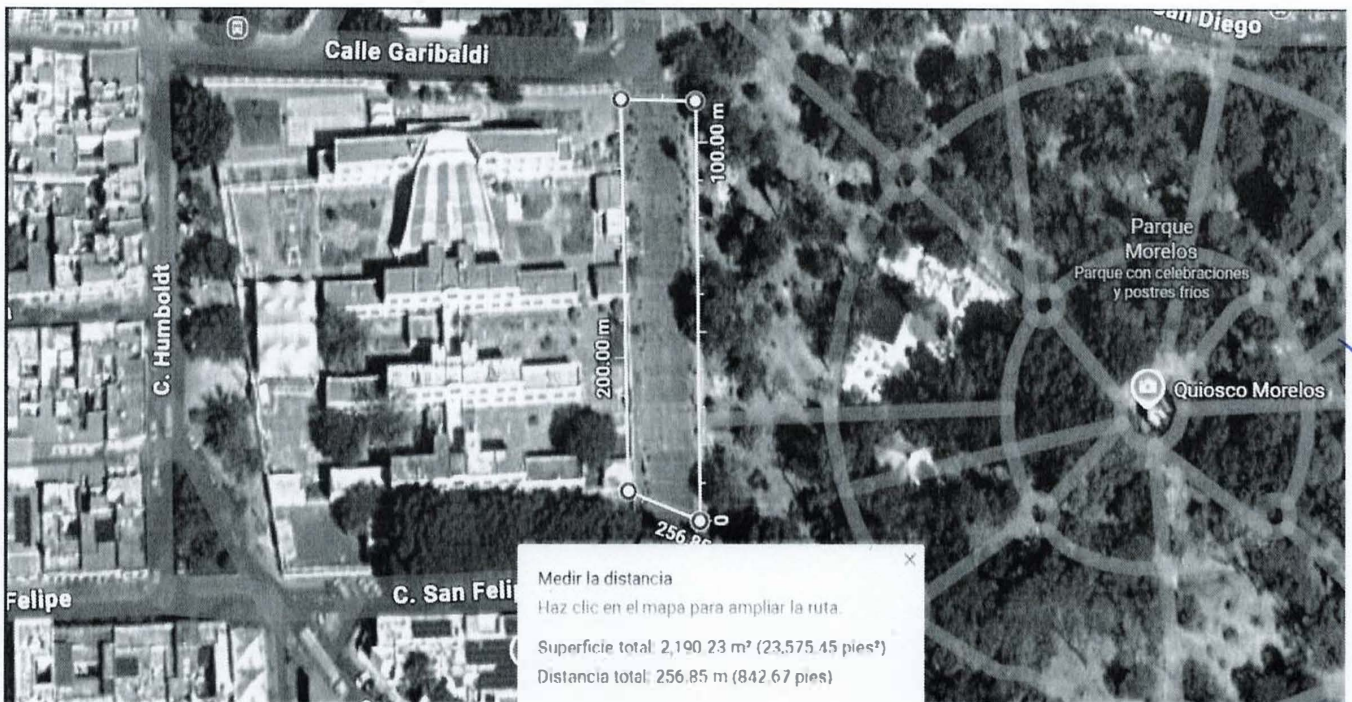 San Diego
Calle Garibaldi
100.00 m
Parque
Morelos
Parque con celebraciones
y postres fríos
C. Humboldt
200.00 m
Quiosco Morelos
0
Felipe
C. San Felip
Medir la distancia
Haz clic en el mapa para ampliar la ruta.
Superficie total: 2,190.23 m² (23,575.45 pies²)
Distancia total: 256.85 m (842.67 pies)